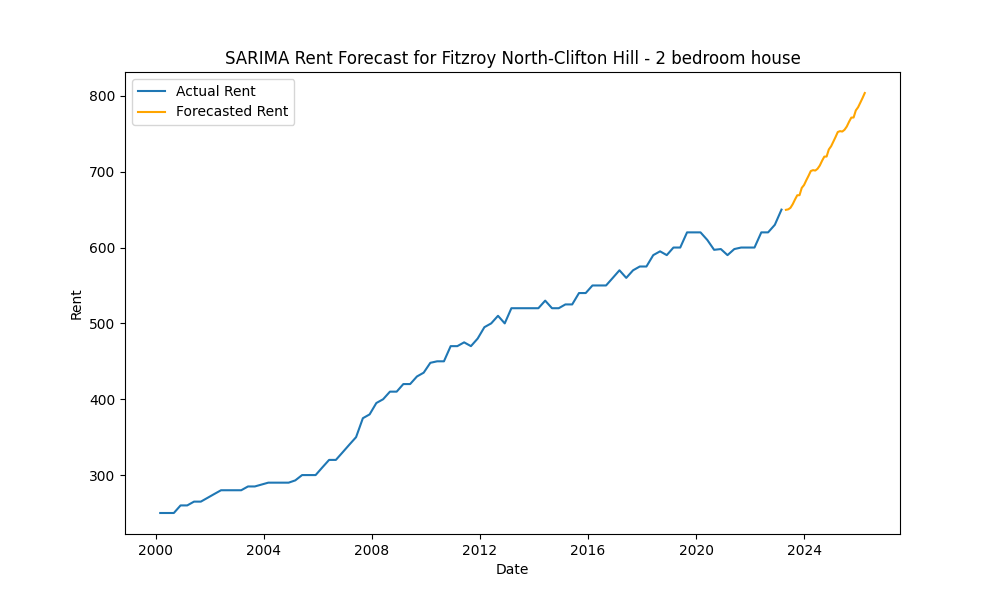 SARIMA Rent Forecast for Fitzroy North-Clifton Hill - 2 bedroom house
Actual Rent
Forecasted Rent
800
700
600
500
400
300
Rent
2000 2004 2008 2012 2016 2020 2024
Date